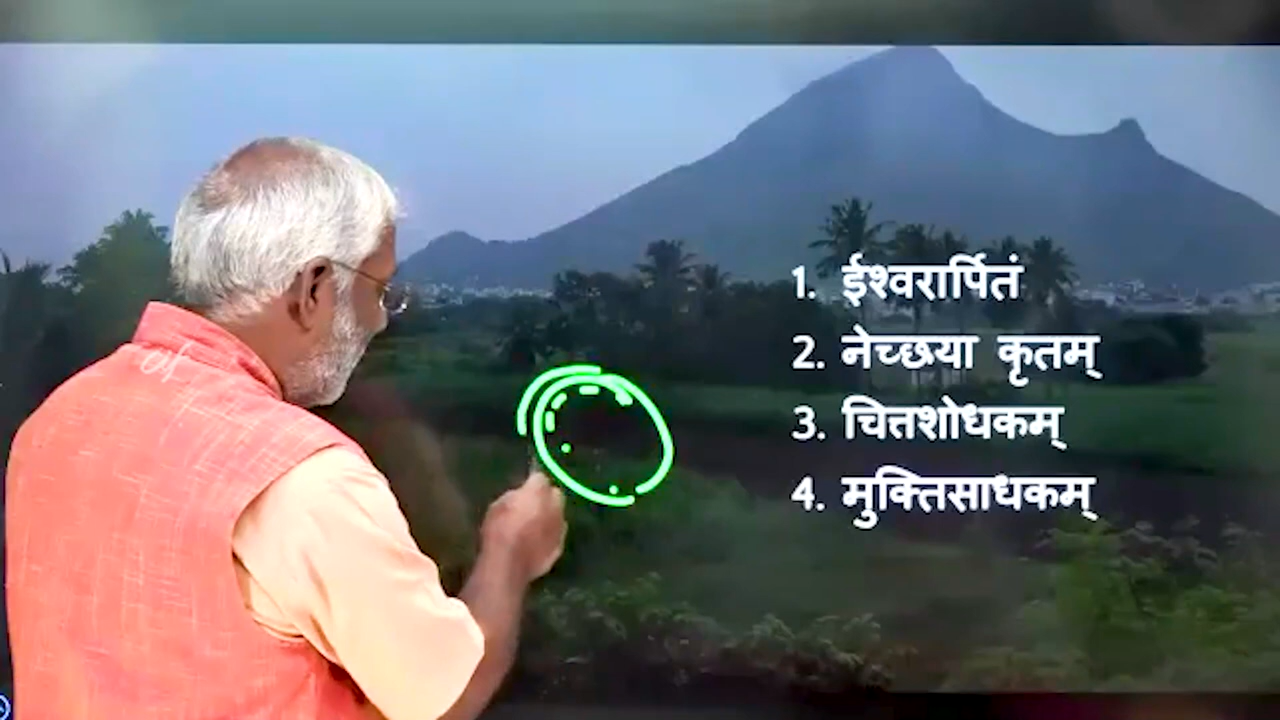 1. ईश्वरार्पितं
2. नेच्छया कृतम्
3. चित्तशोधकम्
4. मुक्तिसाधकम्